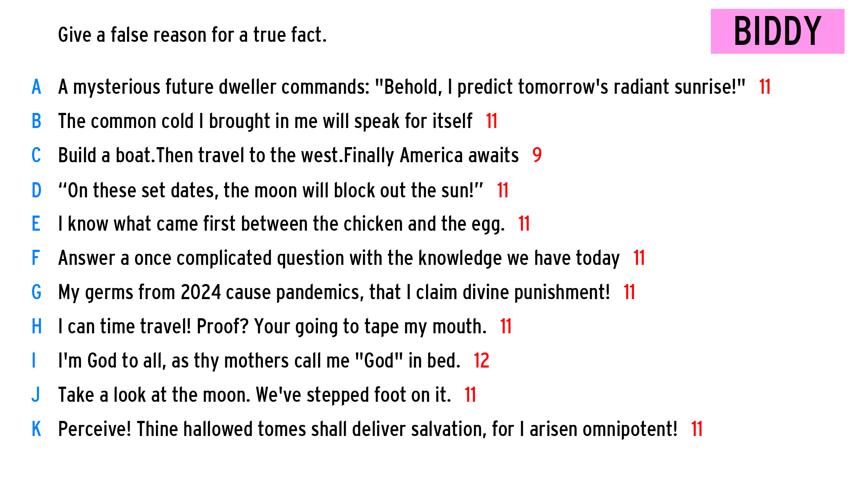 Give a false reason for a true fact.
BIDDY
A A mysterious future dweller commands: "Behold, I predict tomorrow's radiant sunrise!" 11
B The common cold I brought in me will speak for itself 11
C Build a boat.Then travel to the west.Finally America awaits 9
D “On these set dates, the moon will block out the sun!” 11
E I know what came first between the chicken and the egg. 11
F Answer a once complicated question with the knowledge we have today 11
G My germs from 2024 cause pandemics, that I claim divine punishment! 11
H I can time travel! Proof? Your going to tape my mouth. 11
I I'm God to all, as thy mothers call me "God" in bed. 12
J Take a look at the moon. We've stepped foot on it. 11
K Perceive! Thine hallowed tomes shall deliver salvation, for I arisen omnipotent! 11